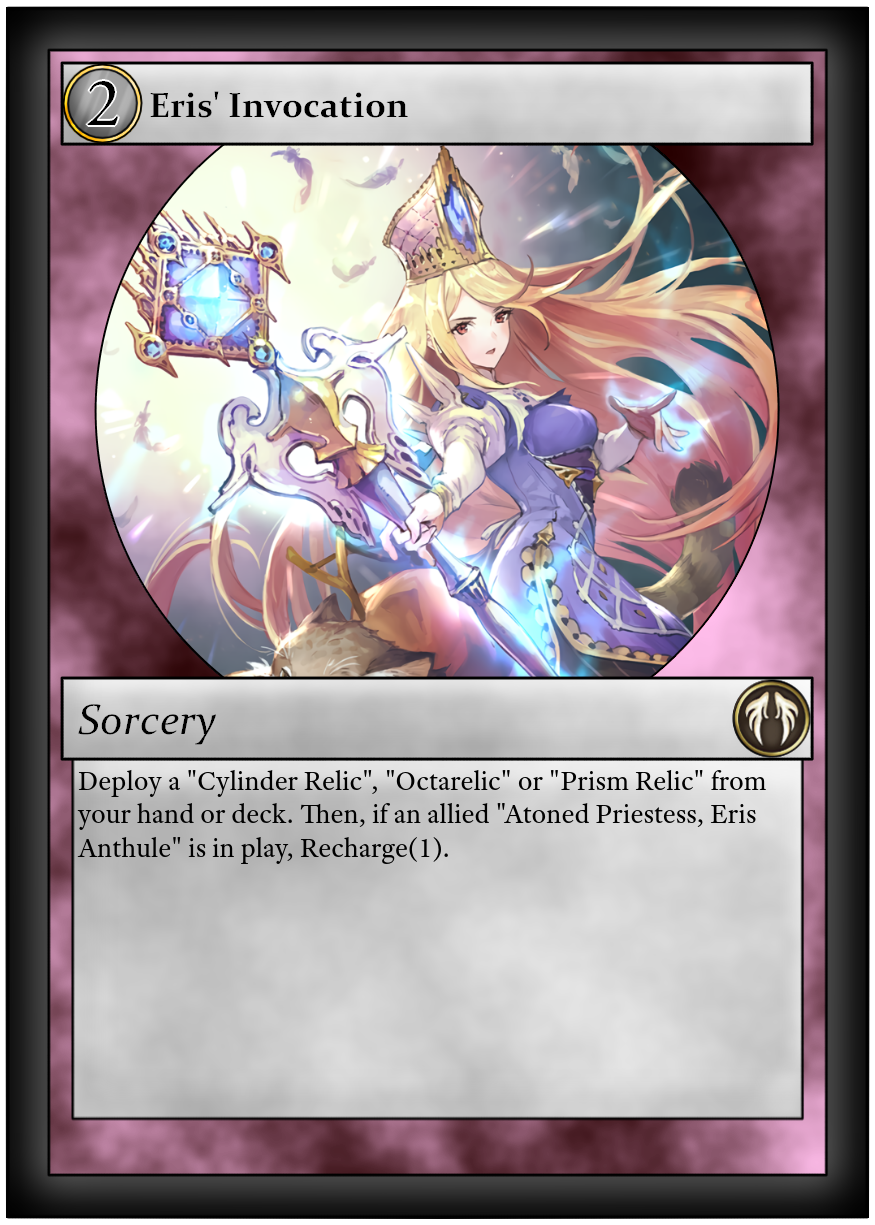 2
Eris' Invocation
Sorcery
Deploy a "Cylinder Relic", "Octarelic" or "Prism Relic" from
your hand or deck. Then, if an allied "Atoned Priestess, Eris
Anthule" is in play, Recharge(1).